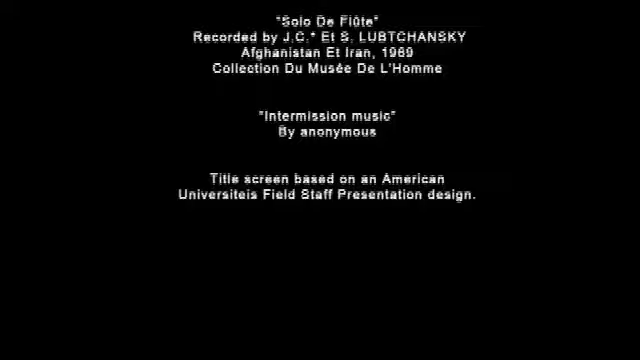 "Solo De Flûte"
Recorded by J.C.* Et S. LUBTCHANSKY
Afghanistan Et Iran, 1969
Collection Du Musée De L'Homme
"Intermission music"
By anonymous
Title screen based on an American
Universiteis Field Staff Presentation design.